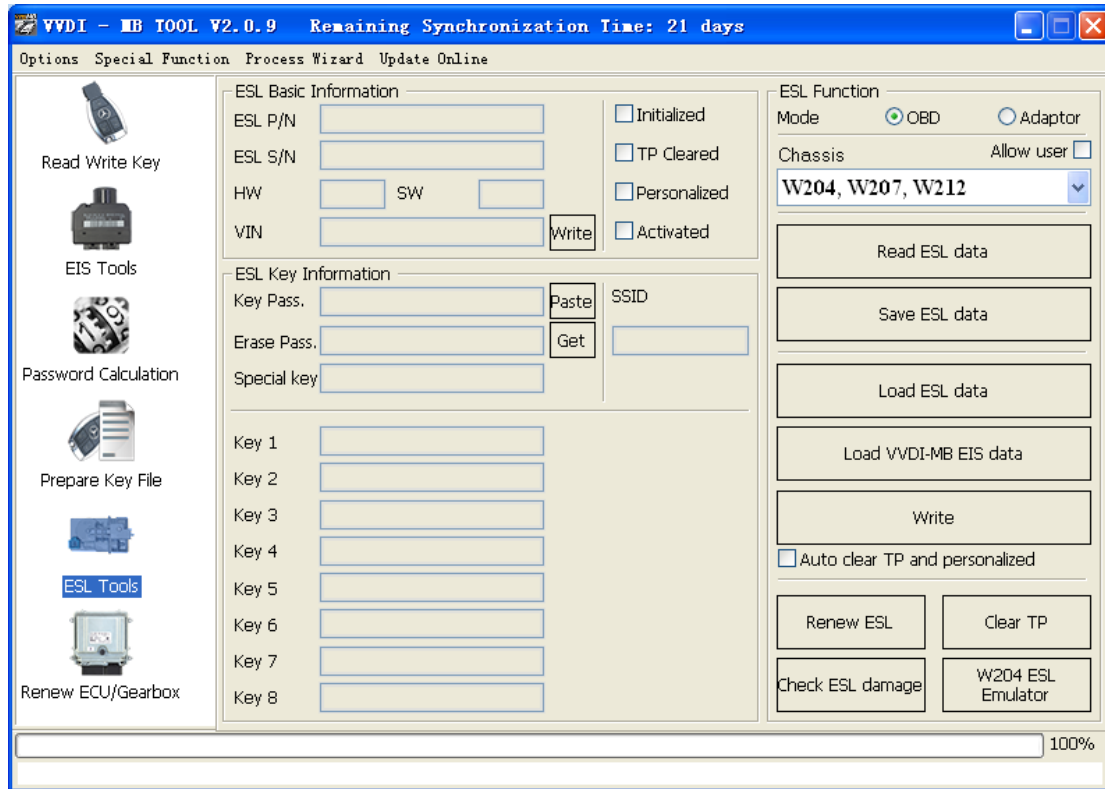 VVDI - MB TOOL V2.0.9 Remaining Synchronization Time: 21 days
Options Special Function Process Wizard Update Online
Read Write Key
EIS Tools
Password Calculation
Prepare Key File
ESL Tools
Renew ECU/Gearbox
ESL Basic Information
ESL P/N
ESL S/N
HW SW
VIN Write
Initialized
TP Cleared
Personalized
Activated
ESL Key Information
Key Pass. Paste
Erase Pass. Get
Special key
SSID
Key 1
Key 2
Key 3
Key 4
Key 5
Key 6
Key 7
Key 8
ESL Function
Mode OBD Adaptor
Chassis Allow user
W204, W207, W212
Read ESL data
Save ESL data
Load ESL data
Load VVDI-MB EIS data
Write
Auto clear TP and personalized
Renew ESL Clear TP
Check ESL damage W204 ESL
Emulator
100%